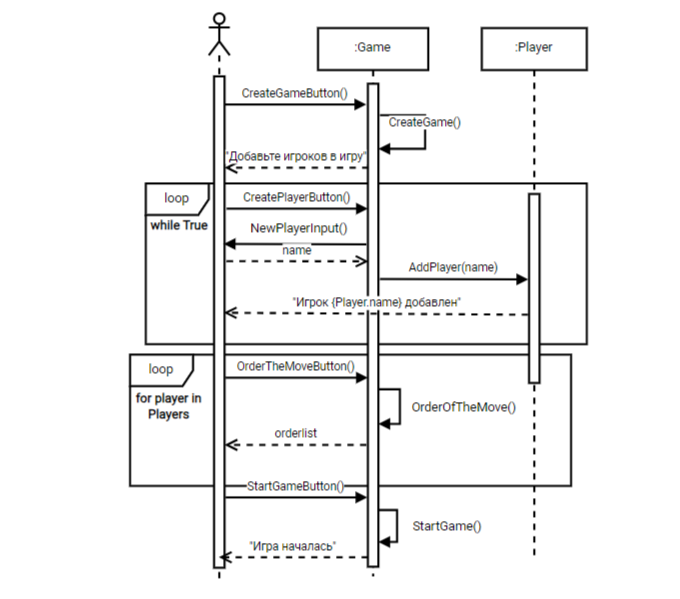 :Game
:Player
CreateGameButton()
CreateGame()
"Добавьте игроков в игру"
loop
CreatePlayerButton()
while True
NewPlayerInput()
name
AddPlayer(name)
"Игрок {Player.name} добавлен"
loop
OrderTheMoveButton()
for player in
Players
OrderOfTheMove()
orderlist
StartGameButton()
StartGame()
"Игра началась"